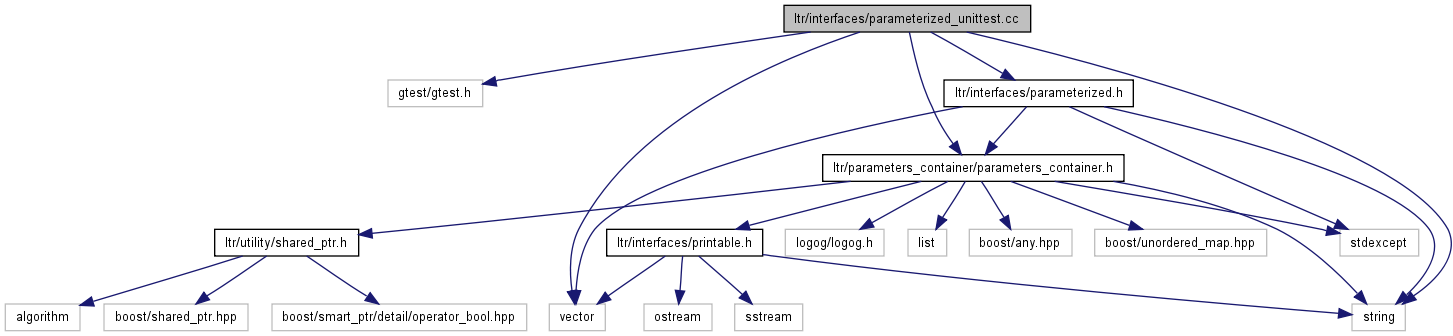 ltr/interfaces/parameterized_unittest.cc
gtest/gtest.h
ltr/interfaces/parameterized.h
ltr/parameters_container/parameters_container.h
ltr/utility/shared_ptr.h
ltr/interfaces/printable.h
logog/logog.h
list
boost/any.hpp
boost/unordered_map.hpp
stdexcept
algorithm
boost/shared_ptr.hpp
boost/smart_ptr/detail/operator_bool.hpp
vector
ostream
sstream
string